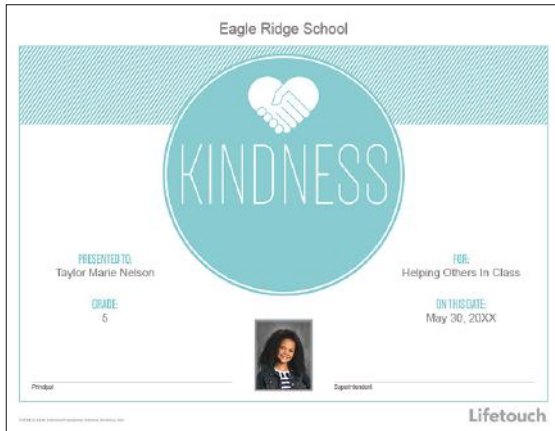 Eagle Ridge School
KINDNESS
PRESENTED TO:
Taylor Marie Nelson
GRADE:
5
FOR:
Helping Others In Class
ON THIS DATE:
May 30, 20XX
Principal
Superintendent
Lifetouch